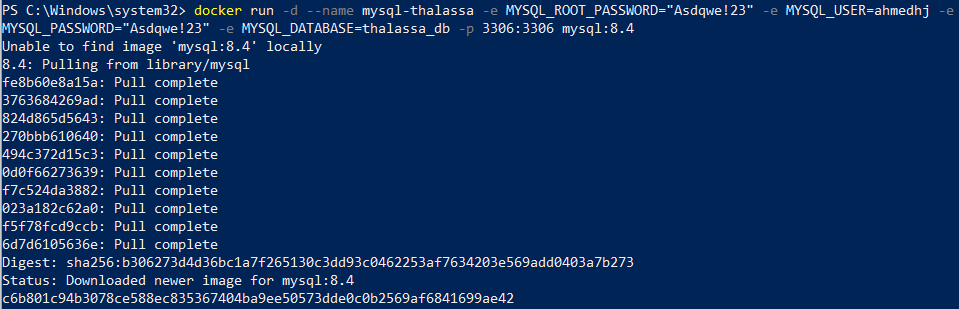 PS C:\Windows\system32> docker run -d --name mysql-thalassa -e MYSQL_ROOT_PASSWORD="Asdqwe!23" -e MYSQL_USER=ahmedhj -e
MYSQL_PASSWORD="Asdqwe!23" -e MYSQL_DATABASE=thalassa_db -p 3306:3306 mysql:8.4
Unable to find image 'mysql:8.4' locally
8.4: Pulling from library/mysql
fe8b60e8a15a: Pull complete
3763684269ad: Pull complete
824d865d5643: Pull complete
270bbb610640: Pull complete
494c372d15c3: Pull complete
0d0f66273639: Pull complete
f7c524da3882: Pull complete
023a182c62a0: Pull complete
f5f78fcd9ccb: Pull complete
6d7d6105636e: Pull complete
Digest: sha256:b306273d4d36bc1a7f265130c3dd93c0462253af7634203e569add0403a7b273
Status: Downloaded newer image for mysql:8.4
c6b801c94b3078ce588ec835367404ba9ee50573dde0c0b2569af6841699ae42